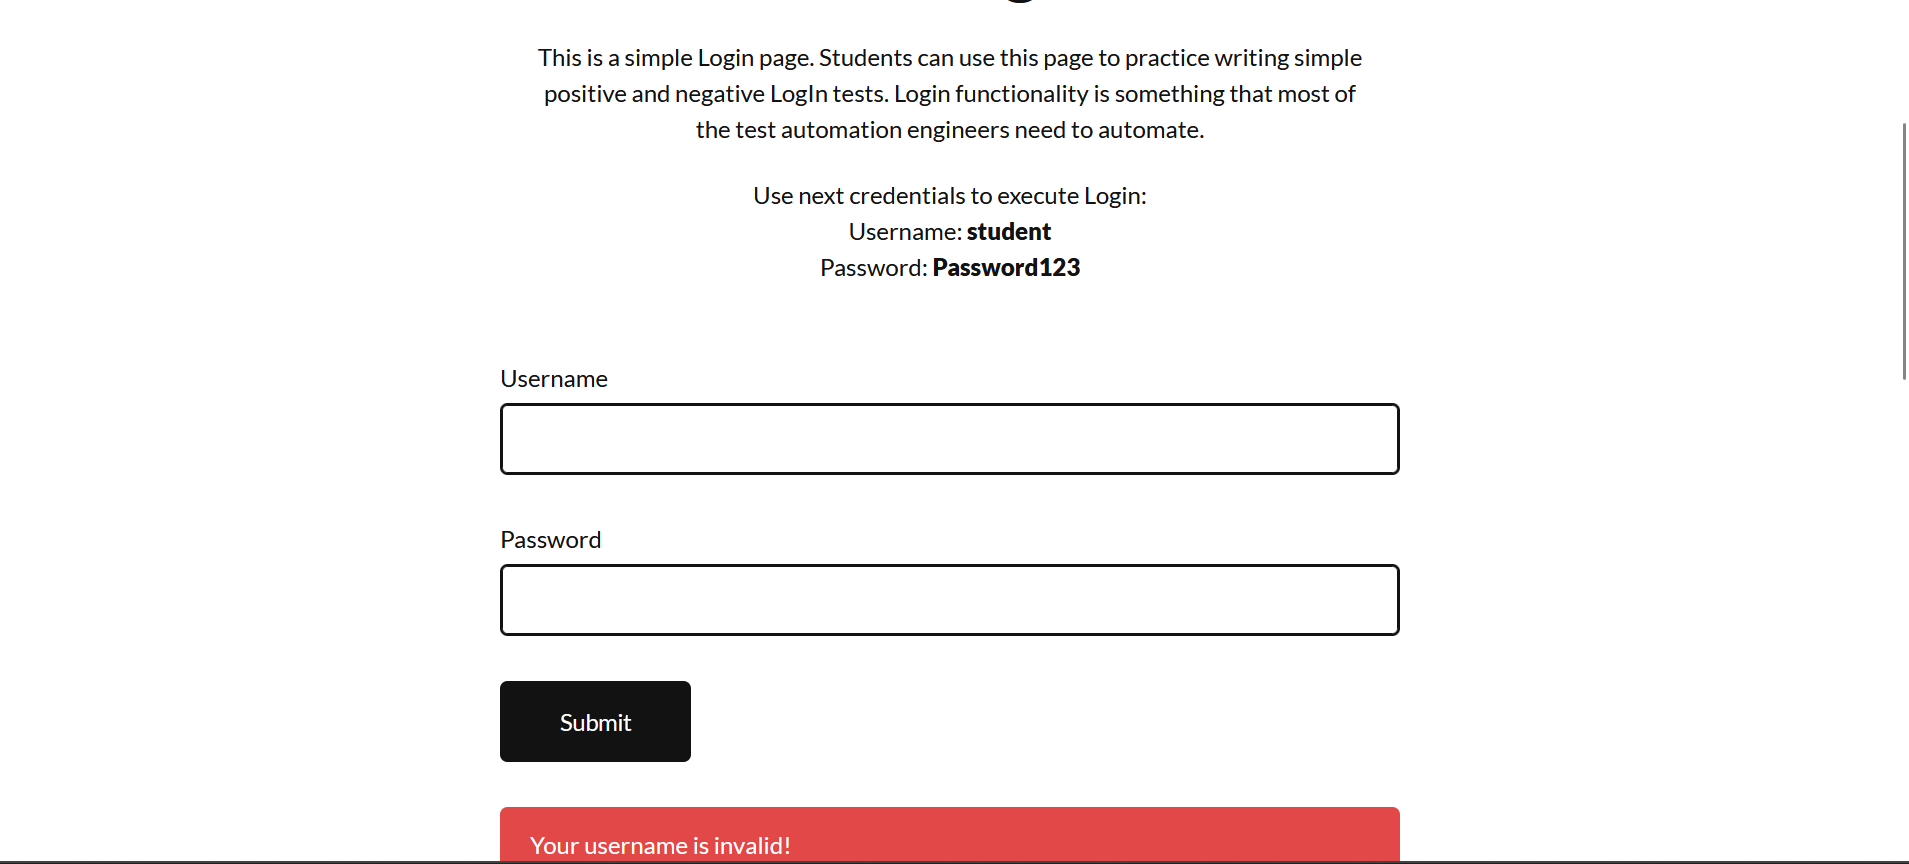 This is a simple Login page. Students can use this page to practice writing simple
positive and negative LogIn tests. Login functionality is something that most of
the test automation engineers need to automate.
Use next credentials to execute Login:
Username: student
Password: Password123
Username
Password
Submit
Your username is invalid!